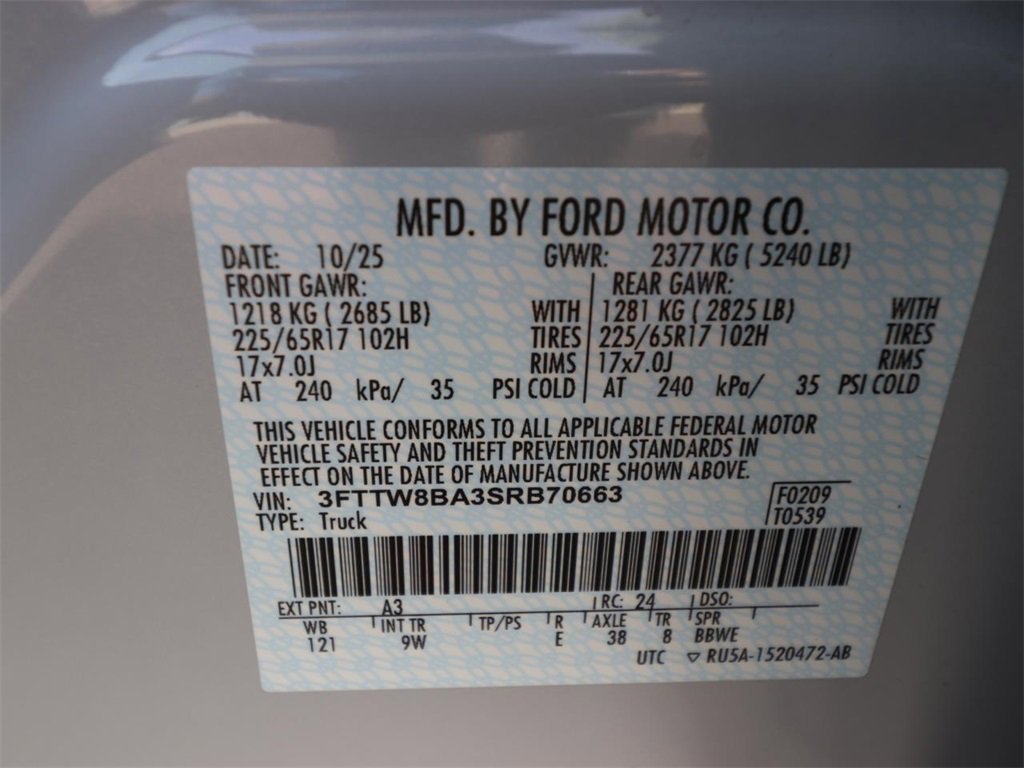 MFD. BY FORD MOTOR CO.
DATE: 10/25 GVWR: 2377 KG ( 5240 LB)
FRONT GAWR: REAR GAWR:
1218 KG ( 2685 LB) WITH 1281 KG ( 2825 LB) WITH
225/65R17 102H TIRES 225/65R17 102H TIRES
17x7.0J RIMS 17x7.0J RIMS
AT 240 kPa/ 35 PSI COLD AT 240 kPa/ 35 PSI COLD
THIS VEHICLE CONFORMS TO ALL APPLICABLE FEDERAL MOTOR
VEHICLE SAFETY AND THEFT PREVENTION STANDARDS IN
EFFECT ON THE DATE OF MANUFACTURE SHOWN ABOVE.
VIN: 3FTTW8BA3SRB70663 F0209
TYPE: Truck T0539
EXT PNT: A3 RC: 24 DSO:
WB INT TR TP/PS R AXLE TR SPR
121 9W E 38 8 BBWE
UTC ▽ RU5A-1520472-AB